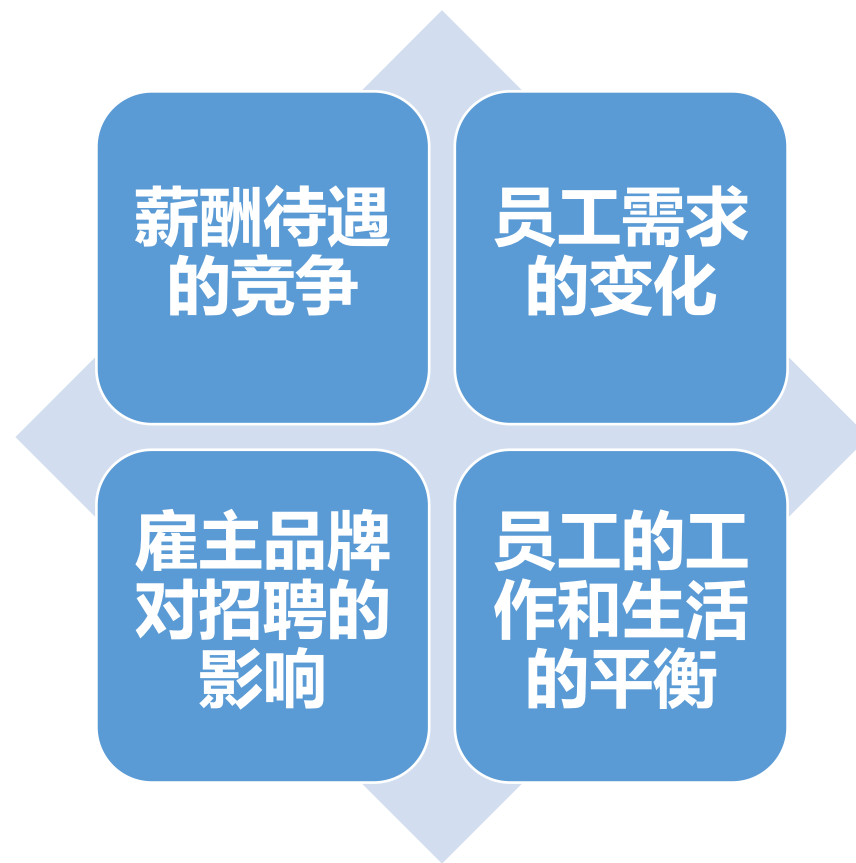 薪酬待遇
的竞争
员工需求
的变化
雇主品牌
对招聘的
影响
员工的工
作和生活
的平衡